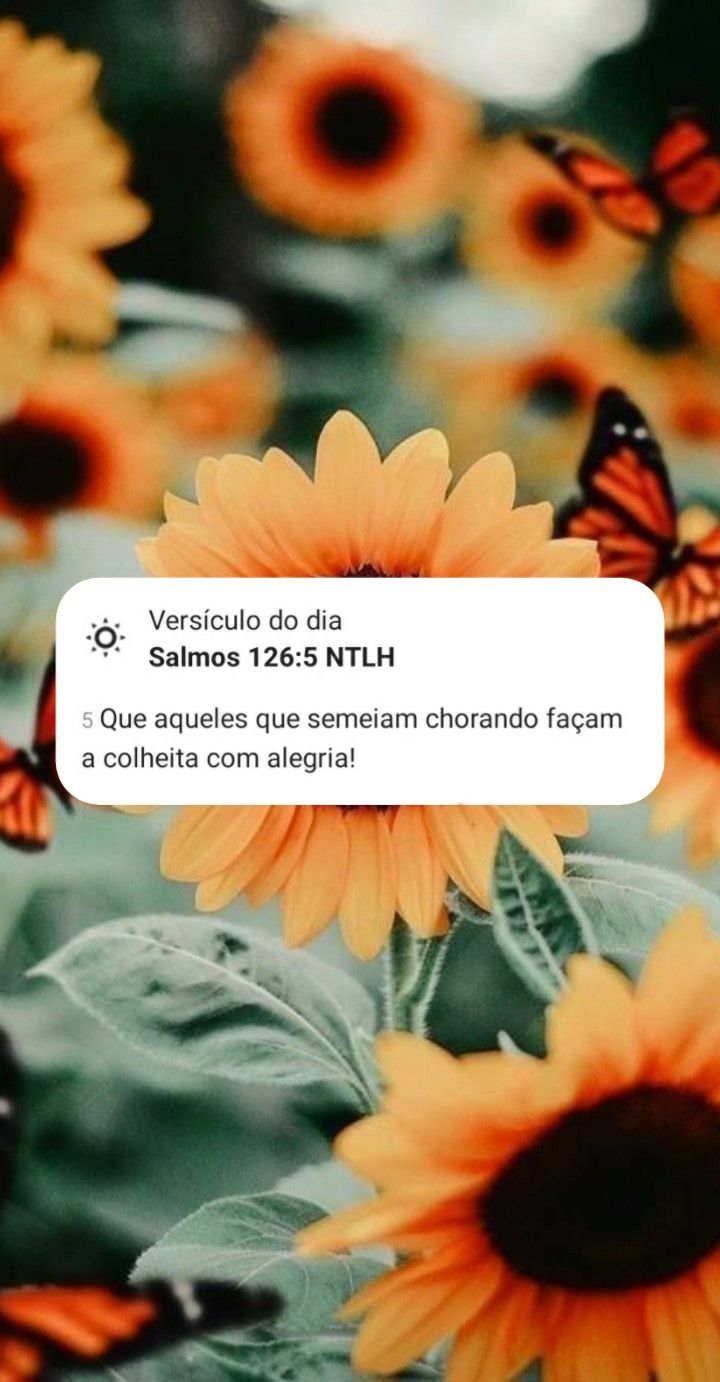 Versículo do dia
Salmos 126:5 NTLH
5 Que aqueles que semeiam chorando façam
a colheita com alegria!